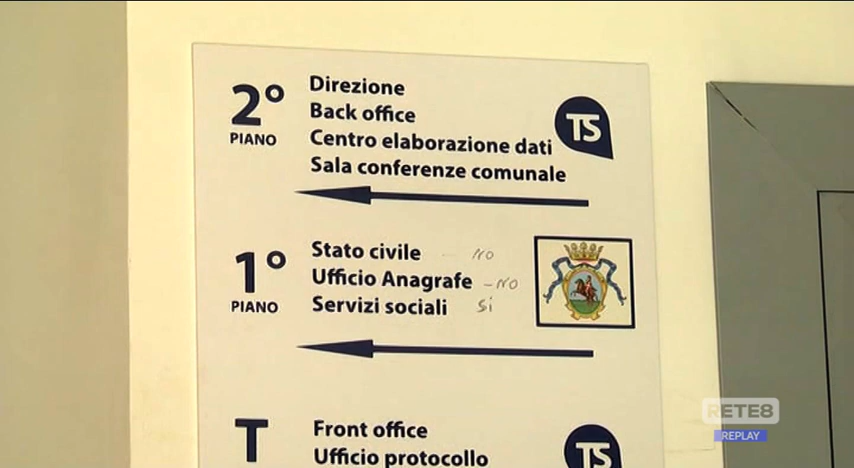 2° PIANO
Direzione
Back office
Centro elaborazione dati
Sala conferenze comunale
TS
1° PIANO
Stato civile - NO
Ufficio Anagrafe - NO
Servizi sociali Si
T
Front office
Ufficio protocollo
TS
RETE8
REPLAY